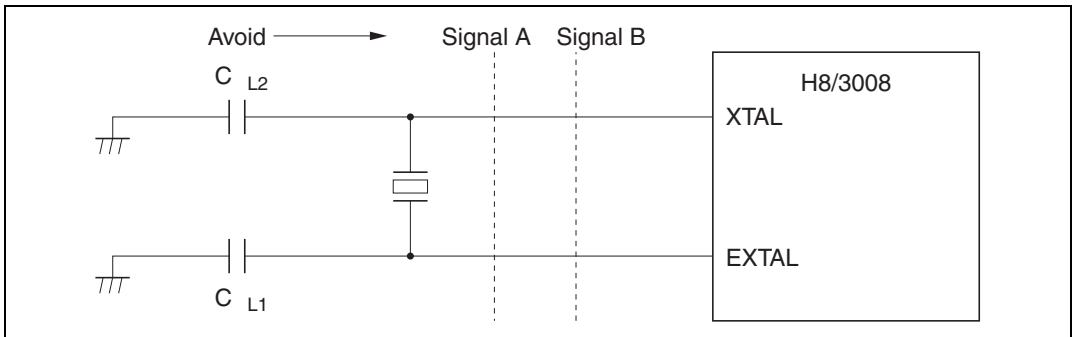 Avoid
Signal A
Signal B
C L2
H8/3008
XTAL
EXTAL
C L1